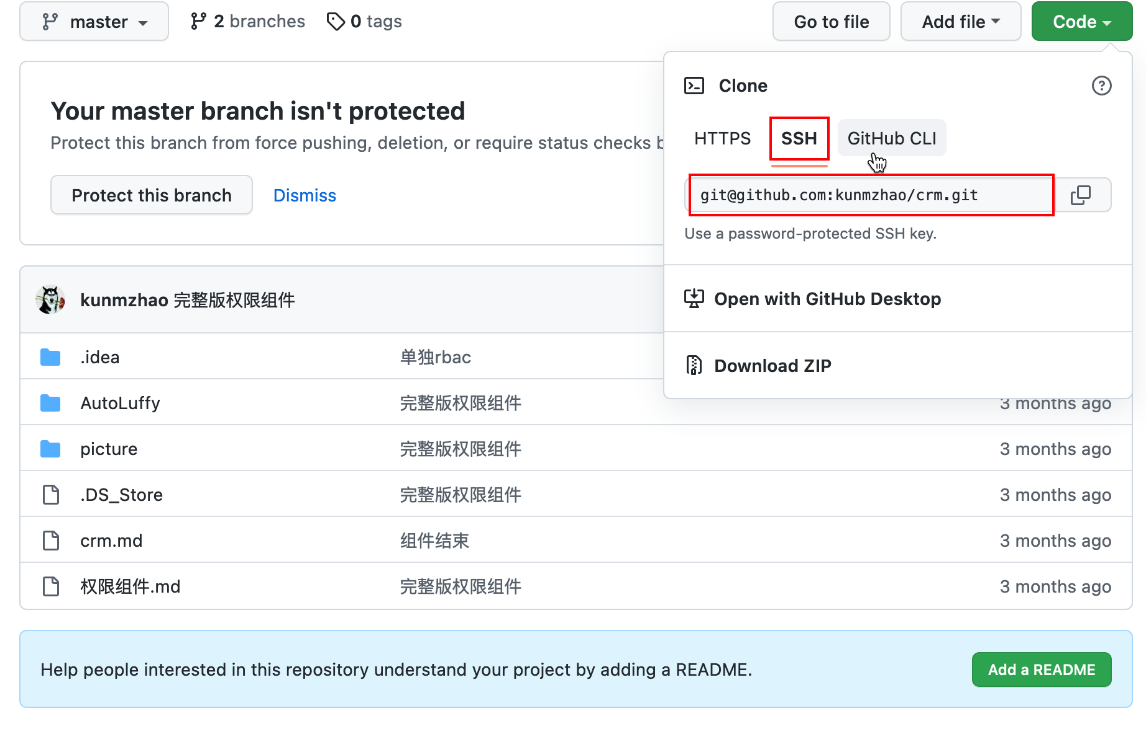 master 2 branches 0 tags Go to file Add file Code
Your master branch isn't protected
Protect this branch from force pushing, deletion, or require status checks
Protect this branch Dismiss
Clone
HTTPS SSH GitHub CLI
git@github.com:kunmzhao/crm.git
Use a password-protected SSH key.
Open with GitHub Desktop
Download ZIP
kunmzhao 完整版权限组件
.idea 单独rbac
AutoLuffy 完整版权限组件 3 months ago
picture 完整版权限组件 3 months ago
.DS_Store 完整版权限组件 3 months ago
crm.md 组件结束 3 months ago
权限组件.md 完整版权限组件 3 months ago
Help people interested in this repository understand your project by adding a README. Add a README